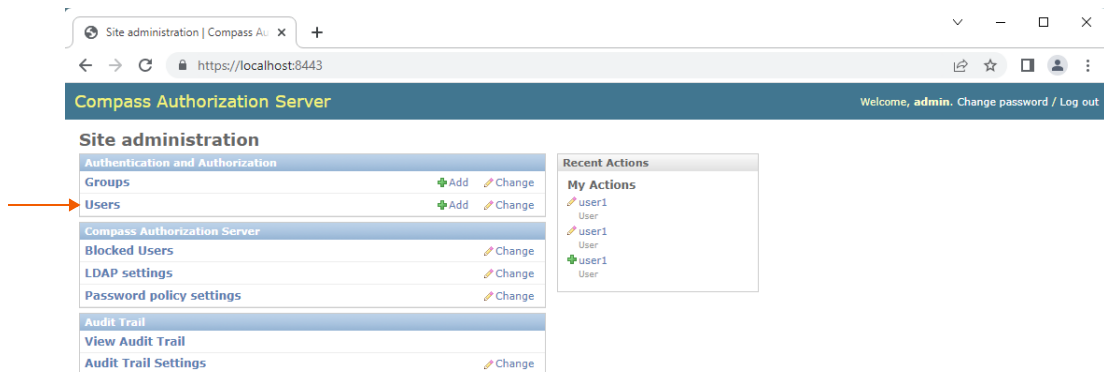 Site administration | Compass Au
https://localhost:8443
Compass Authorization Server
Welcome, admin. Change password / Log out
Site administration
Authentication and Authorization
Groups Add Change
Users Add Change
Compass Authorization Server
Blocked Users Change
LDAP settings Change
Password policy settings Change
Audit Trail
View Audit Trail
Audit Trail Settings Change
Recent Actions
My Actions
user1
User
user1
User
user1
User